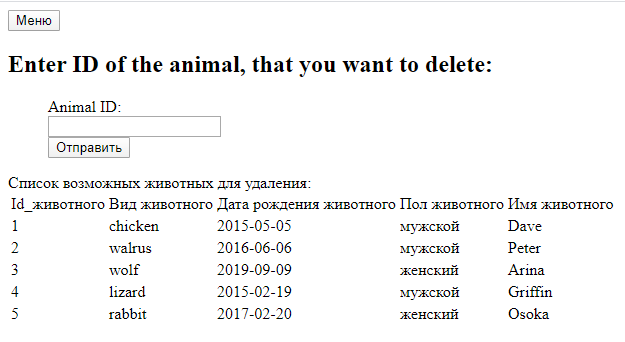 Меню
Enter ID of the animal, that you want to delete:
Animal ID:
Отправить
Список возможных животных для удаления:
Id_животного Вид животного Дата рождения животного Пол животного Имя животного
1 chicken 2015-05-05 мужской Dave
2 walrus 2016-06-06 мужской Peter
3 wolf 2019-09-09 женский Arina
4 lizard 2015-02-19 мужской Griffin
5 rabbit 2017-02-20 женский Osoka